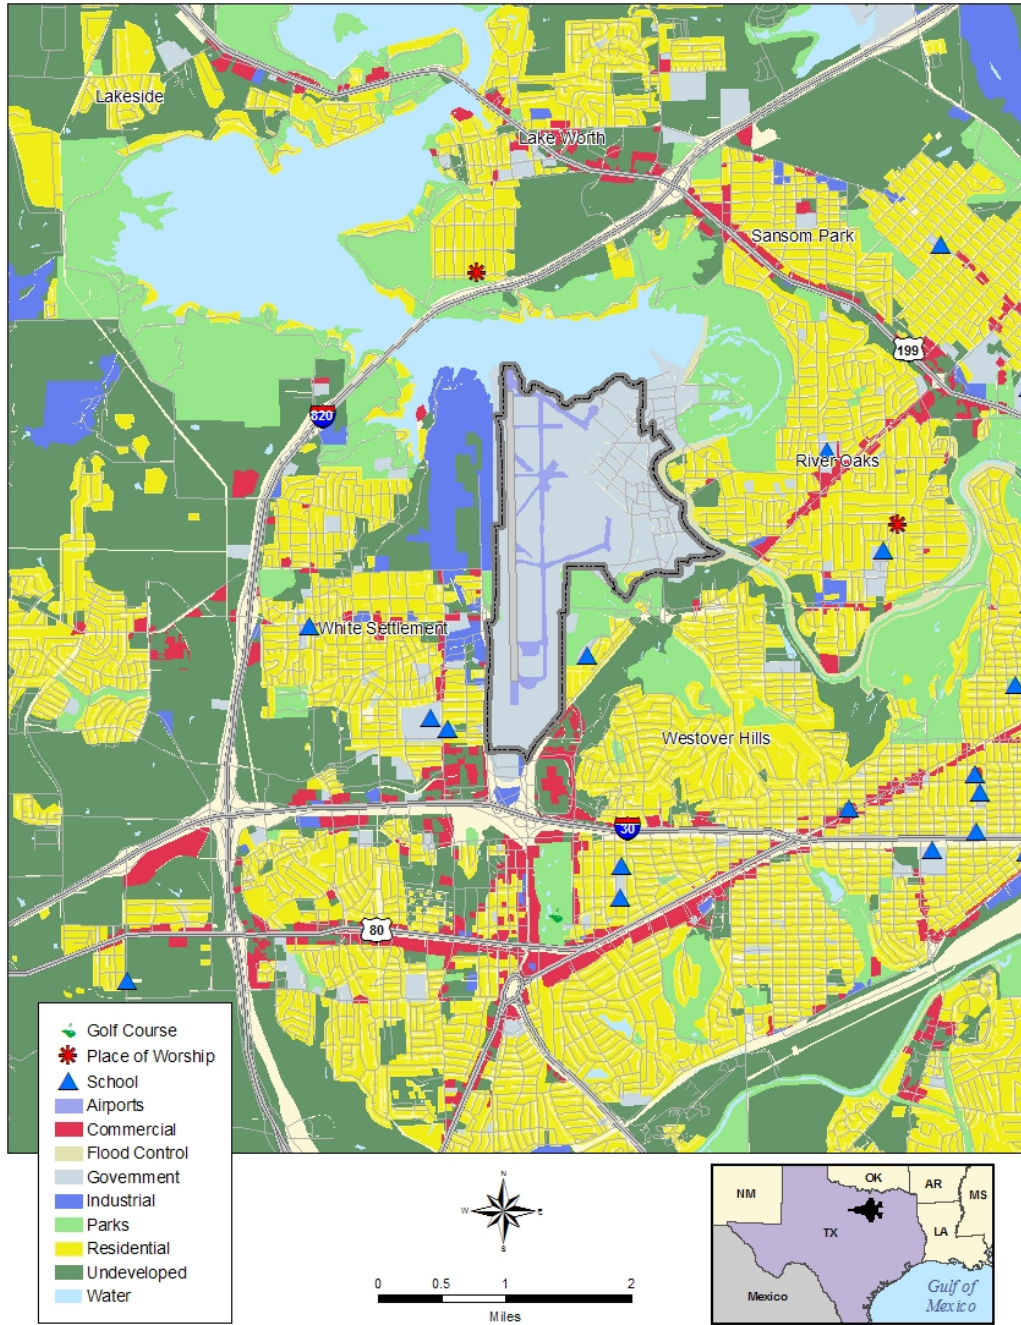 Lakeside
Lake Worth
Sansom Park
199
820
River Oaks
White Settlement
Westover Hills
30
80
Golf Course
Place of Worship
School
Airports
Commercial
Flood Control
Government
Industrial
Parks
Residential
Undeveloped
Water
N
W
E
S
0 0.5 1 2
Miles
NM
OK
AR
MS
TX
LA
Mexico
Gulf of
Mexico